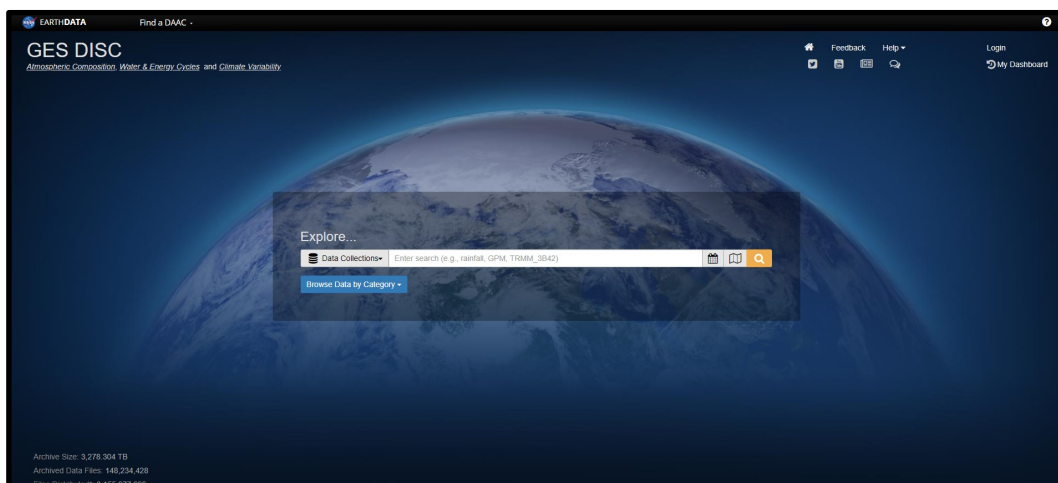 EARTHDATA Find a DAAC
GES DISC
Atmospheric Composition, Water & Energy Cycles and Climate Variability
Feedback Help Login
My Dashboard
Explore...
Data Collections Enter search (e.g., rainfall, GPM, TRMM_3B42)
Browse Data by Category
Archive Size: 3,278.304 TB
Archived Data Files: 148,234,428